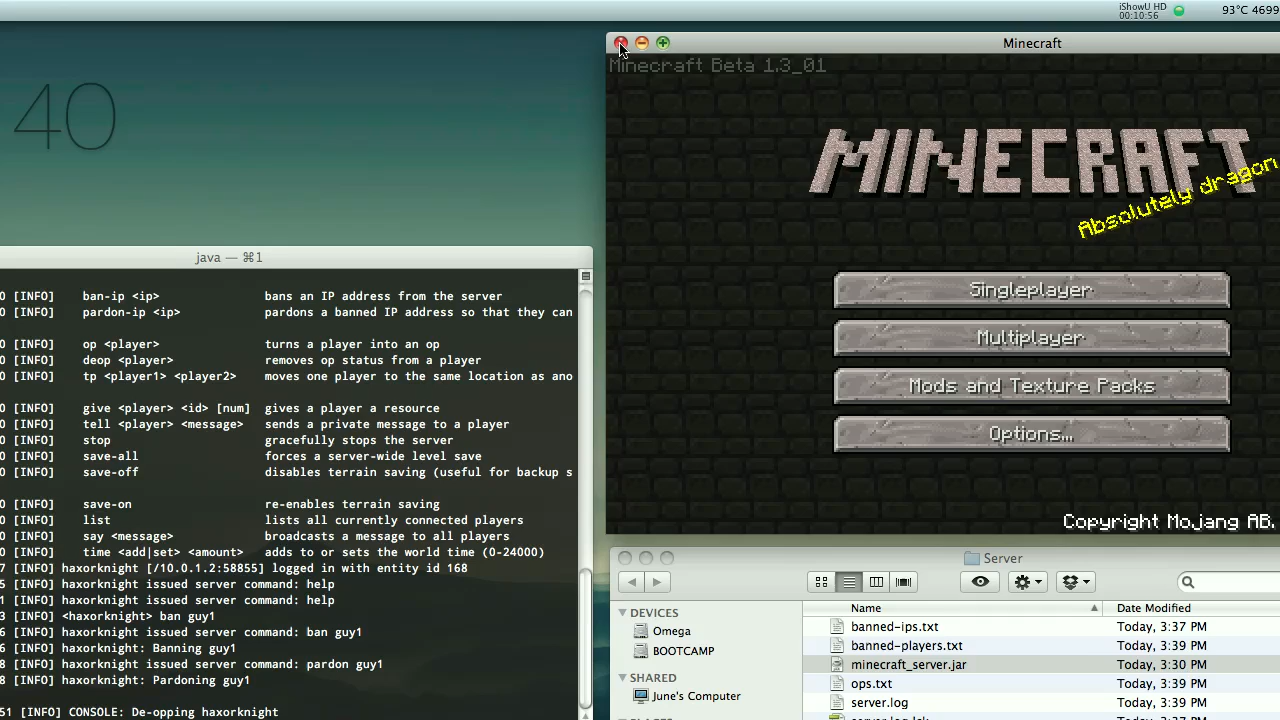 iShowU HD
00:10:56
93°C 4699
Minecraft
Minecraft Beta 1.3_01
40
MINECRAFT
Absolutely dragon
Singleplayer
Multiplayer
Mods and Texture Packs
Options...
Copyright Mojang AB.
java — ⌘1
0 [INFO] ban-ip <ip> bans an IP address from the server
0 [INFO] pardon-ip <ip> pardons a banned IP address so that they can
0 [INFO] op <player> turns a player into an op
0 [INFO] deop <player> removes op status from a player
0 [INFO] tp <player1> <player2> moves one player to the same location as ano
0 [INFO] give <player> <id> [num] gives a player a resource
0 [INFO] tell <player> <message> sends a private message to a player
0 [INFO] stop gracefully stops the server
0 [INFO] save-all forces a server-wide level save
0 [INFO] save-off disables terrain saving (useful for backup s
0 [INFO] save-on re-enables terrain saving
0 [INFO] list lists all currently connected players
0 [INFO] say <message> broadcasts a message to all players
0 [INFO] time <add|set> <amount> adds to or sets the world time (0-24000)
7 [INFO] haxorknight [/10.0.1.2:58855] logged in with entity id 168
5 [INFO] haxorknight issued server command: help
1 [INFO] haxorknight issued server command: help
3 [INFO] <haxorknight> ban guy1
6 [INFO] haxorknight issued server command: ban guy1
6 [INFO] haxorknight: Banning guy1
8 [INFO] haxorknight issued server command: pardon guy1
8 [INFO] haxorknight: Pardoning guy1
51 [INFO] CONSOLE: De-opping haxorknight
Server
DEVICES
Omega
BOOTCAMP
SHARED
June's Computer
Name Date Modified
banned-ips.txt Today, 3:37 PM
banned-players.txt Today, 3:39 PM
minecraft_server.jar Today, 3:30 PM
ops.txt Today, 3:39 PM
server.log Today, 3:39 PM